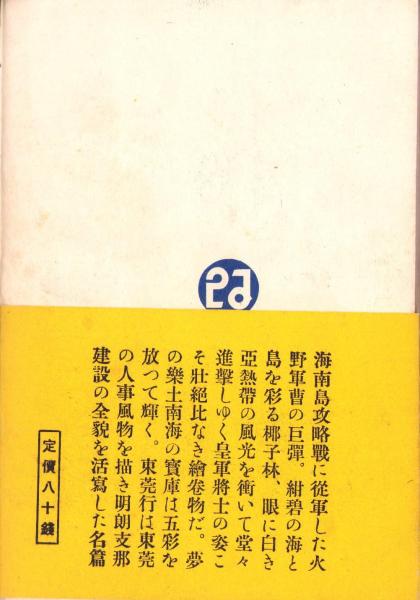 海南島攻略戰に從軍した火
野軍曹の巨彈。紺碧の海と
島を彩る椰子林、眼に白き
亞熱帶の風光を衝いて堂々
進擊しゆく皇軍將士の姿こ
そ壯絕比なき繪卷物だ。夢
の樂土南海の寳庫は五彩を
放つて輝く。東莞行は東莞
の人事風物を描き明朗支那
建設の全貌を活寫した名篇
定價八十錢